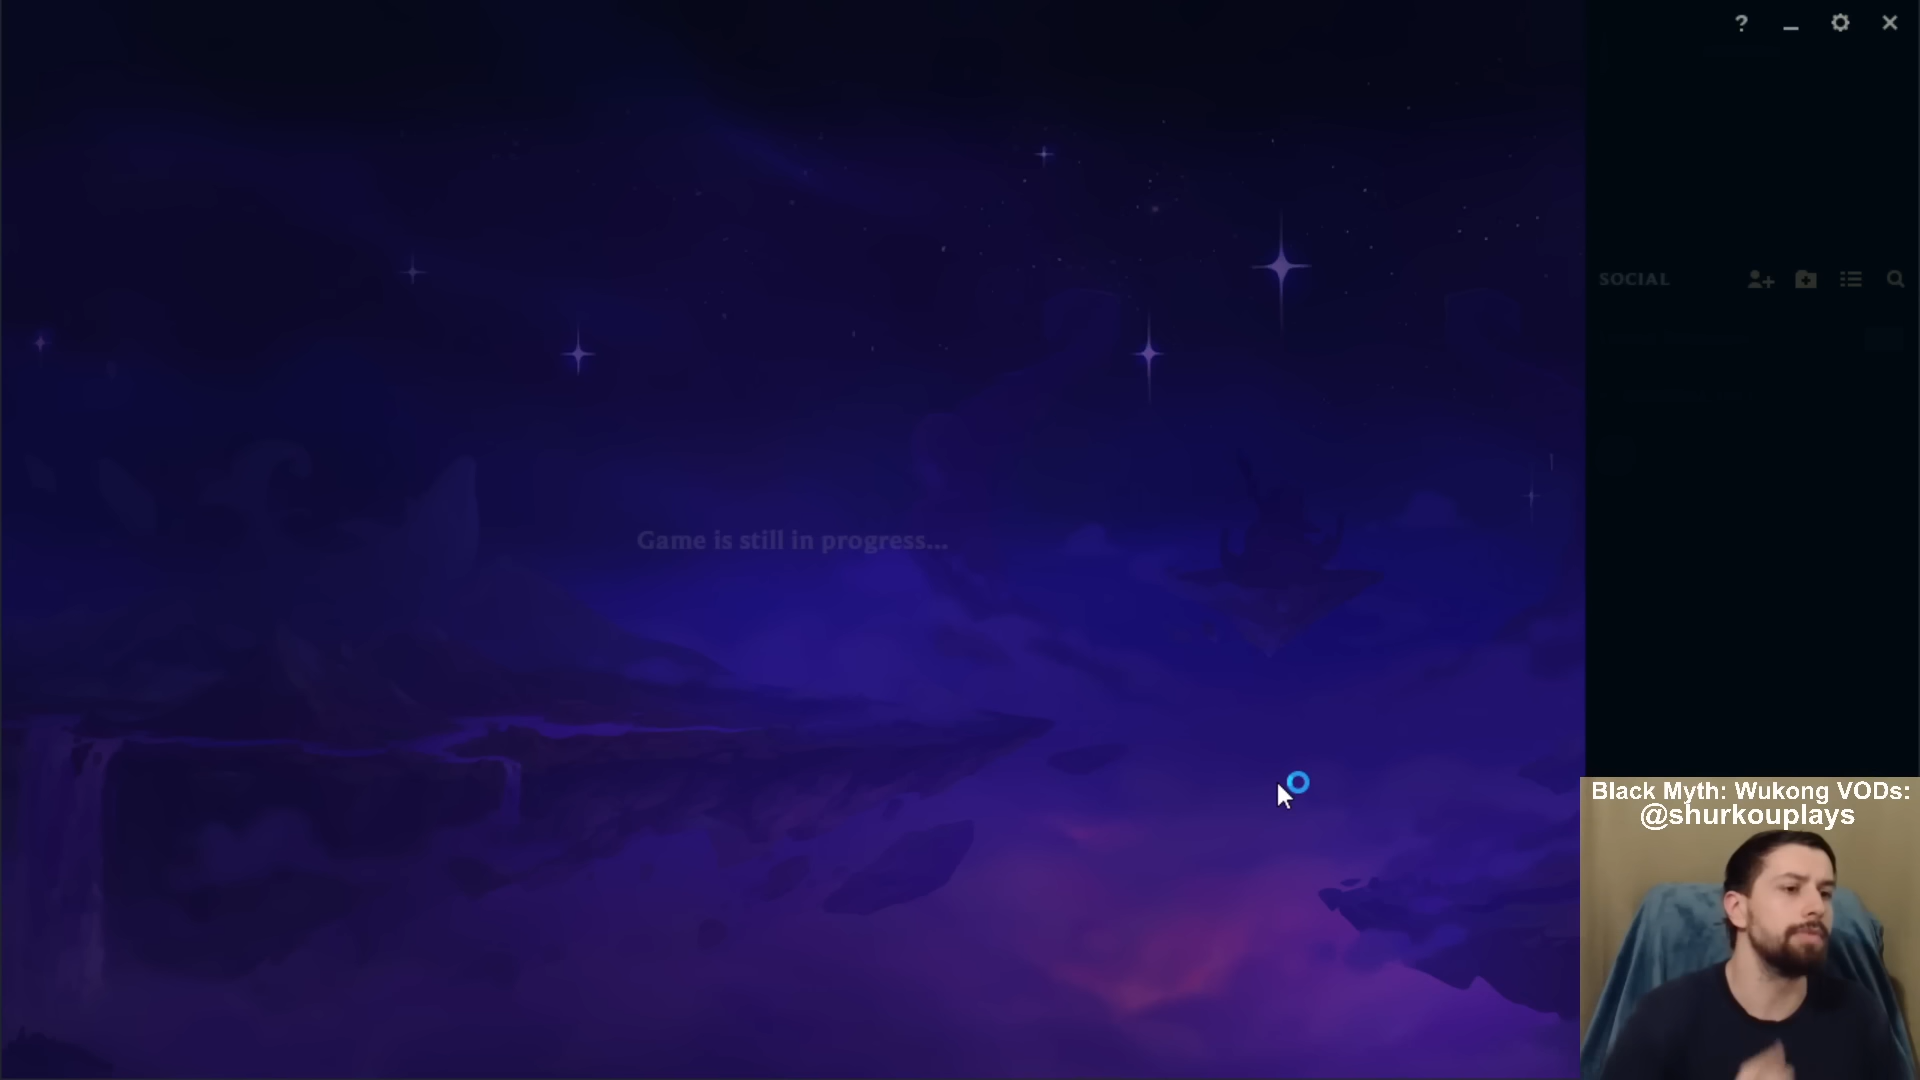 ?
SOCIAL
Game is still in progress...
Black Myth: Wukong VODs:
@shurkouplays